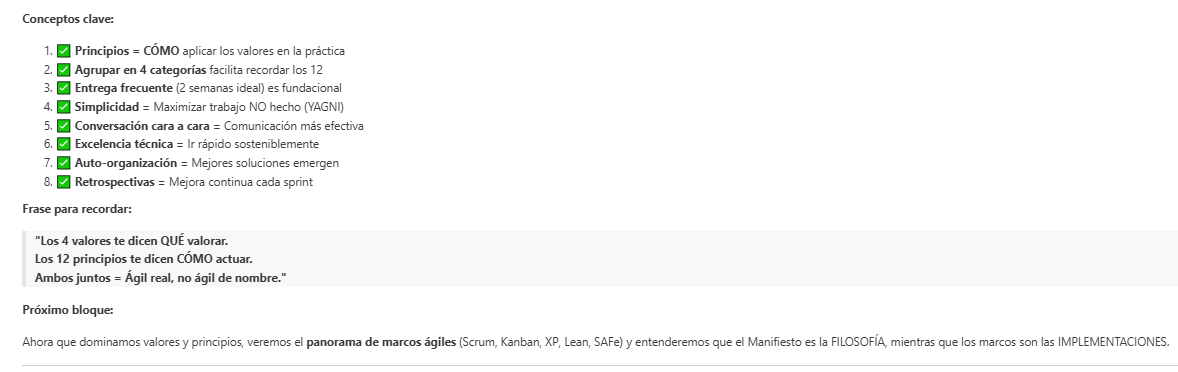 Conceptos clave:
1. ✅ Principios = CÓMO aplicar los valores en la práctica
2. ✅ Agrupar en 4 categorías facilita recordar los 12
3. ✅ Entrega frecuente (2 semanas ideal) es fundacional
4. ✅ Simplicidad = Maximizar trabajo NO hecho (YAGNI)
5. ✅ Conversación cara a cara = Comunicación más efectiva
6. ✅ Excelencia técnica = Ir rápido sosteniblemente
7. ✅ Auto-organización = Mejores soluciones emergen
8. ✅ Retrospectivas = Mejora continua cada sprint
Frase para recordar:
"Los 4 valores te dicen QUÉ valorar.
Los 12 principios te dicen CÓMO actuar.
Ambos juntos = Ágil real, no ágil de nombre."
Próximo bloque:
Ahora que dominamos valores y principios, veremos el panorama de marcos ágiles (Scrum, Kanban, XP, Lean, SAFe) y entenderemos que el Manifiesto es la FILOSOFÍA, mientras que los marcos son las IMPLEMENTACIONES.